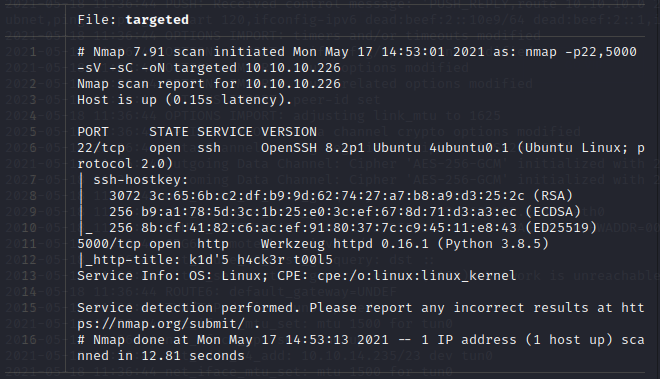 File: targeted
1 # Nmap 7.91 scan initiated Mon May 17 14:53:01 2021 as: nmap -p22,5000
-sV -sC -oN targeted 10.10.10.226
2 Nmap scan report for 10.10.10.226
3 Host is up (0.15s latency).
4
5 PORT     STATE SERVICE VERSION
6 22/tcp   open  ssh     OpenSSH 8.2p1 Ubuntu 4ubuntu0.1 (Ubuntu Linux; p
rotocol 2.0)
7 | ssh-hostkey:
8 |   3072 3c:65:6b:c2:df:b9:9d:62:74:27:a7:b8:a9:d3:25:2c (RSA)
9 |   256 b9:a1:78:5d:3c:1b:25:e0:3c:ef:67:8d:71:d3:a3:ec (ECDSA)
10 |_  256 8b:cf:41:82:c6:ac:ef:91:80:37:7c:c9:45:11:e8:43 (ED25519)
11 5000/tcp open  http    Werkzeug httpd 0.16.1 (Python 3.8.5)
12 |_http-title: k1d'5 h4ck3r t00l5
13 Service Info: OS: Linux; CPE: cpe:/o:linux:linux_kernel
14
15 Service detection performed. Please report any incorrect results at htt
ps://nmap.org/submit/ .
16 # Nmap done at Mon May 17 14:53:13 2021 -- 1 IP address (1 host up) sca
nned in 12.81 seconds